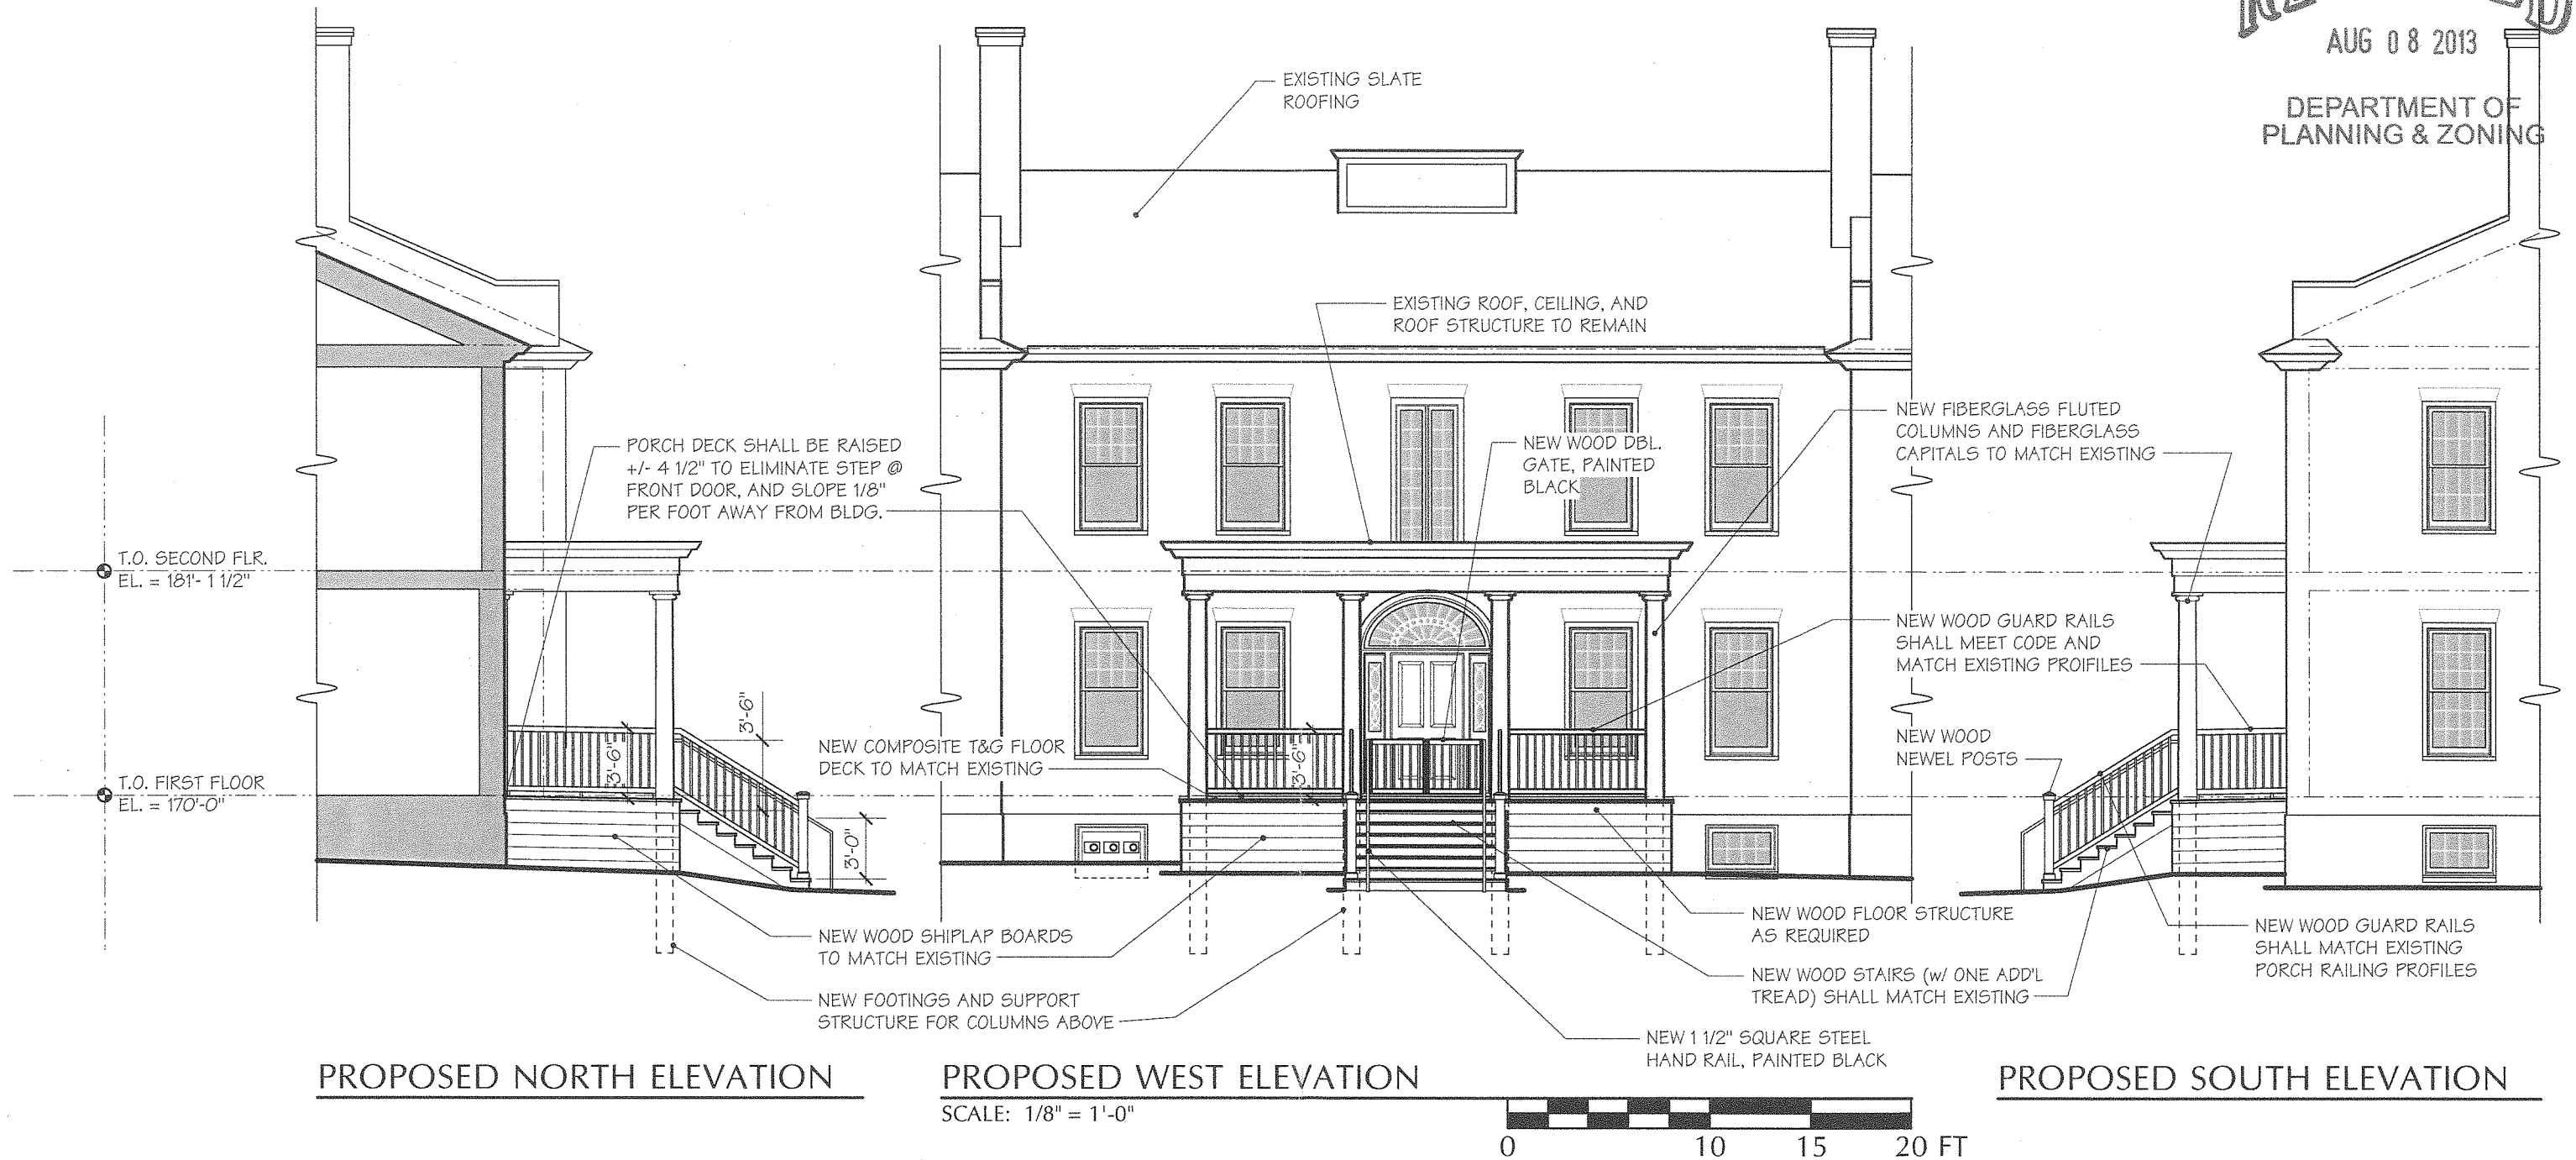 AUG 08 2013
DEPARTMENT OF
PLANNING & ZONING
EXISTING SLATE
ROOFING
EXISTING ROOF, CEILING, AND
ROOF STRUCTURE TO REMAIN
PORCH DECK SHALL BE RAISED
+/- 4 1/2" TO ELIMINATE STEP @
FRONT DOOR, AND SLOPE 1/8"
PER FOOT AWAY FROM BLDG.
NEW WOOD DBL.
GATE, PAINTED
BLACK
NEW FIBERGLASS FLUTED
COLUMNS AND FIBERGLASS
CAPITALS TO MATCH EXISTING
T.O. SECOND FLR.
EL. = 181'- 1 1/2"
NEW WOOD GUARD RAILS
SHALL MEET CODE AND
MATCH EXISTING PROIFILES
3'-6"
3'-6"
3'-6"
NEW COMPOSITE T&G FLOOR
DECK TO MATCH EXISTING
NEW WOOD
NEWEL POSTS
T.O. FIRST FLOOR
EL. = 170'-0"
3'-0"
NEW WOOD SHIPLAP BOARDS
TO MATCH EXISTING
NEW WOOD FLOOR STRUCTURE
AS REQUIRED
NEW WOOD GUARD RAILS
SHALL MATCH EXISTING
PORCH RAILING PROFILES
NEW FOOTINGS AND SUPPORT
STRUCTURE FOR COLUMNS ABOVE
NEW WOOD STAIRS (w/ ONE ADD'L
TREAD) SHALL MATCH EXISTING
NEW 1 1/2" SQUARE STEEL
HAND RAIL, PAINTED BLACK
PROPOSED NORTH ELEVATION
PROPOSED WEST ELEVATION
SCALE: 1/8" = 1'-0"
PROPOSED SOUTH ELEVATION
0 10 15 20 FT